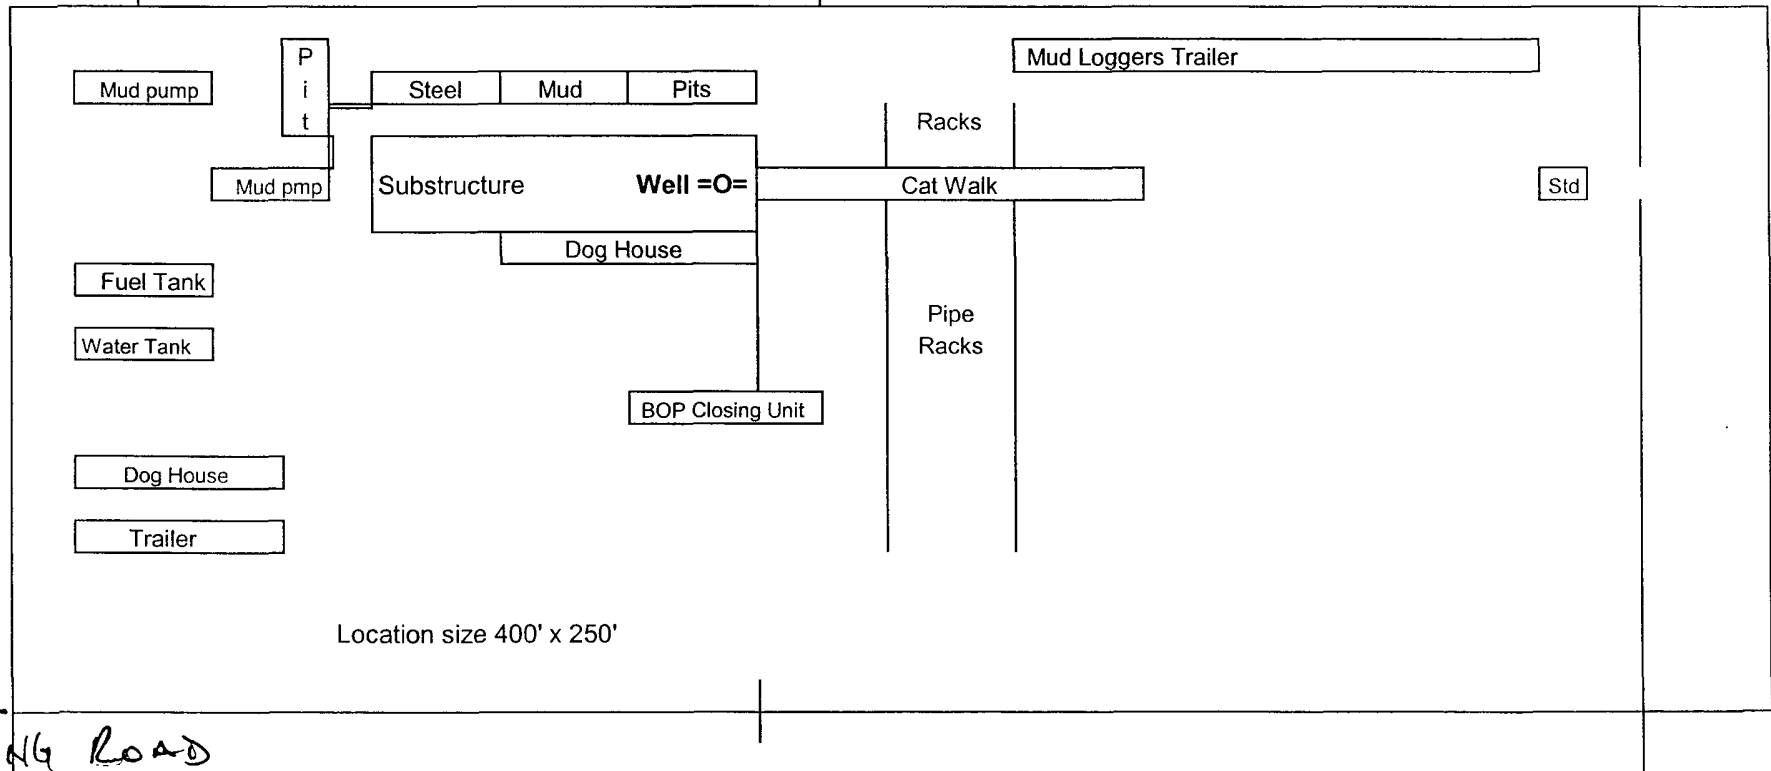 Mud Loggers Trailer
Pit
Mud pump
Steel Mud Pits
Racks
Mud pmp
Substructure Well =O=
Cat Walk
Std
Dog House
Fuel Tank
Pipe
Racks
Water Tank
BOP Closing Unit
Dog House
Trailer
Location size 400' x 250'
ROAD